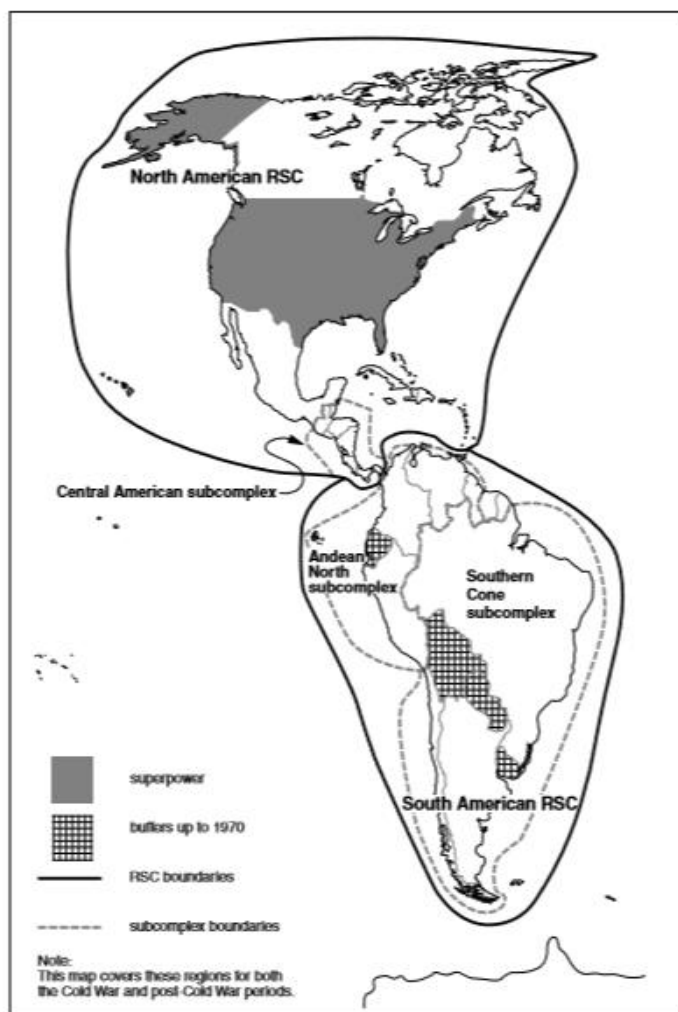 North American RSC
Central American subcomplex
Andean
North
subcomplex
Southern
Cone
subcomplex
South American RSC
superpower
buffers up to 1970
RSC boundaries
subcomplex boundaries
Note:
This map covers these regions for both
the Cold War and post-Cold War periods.